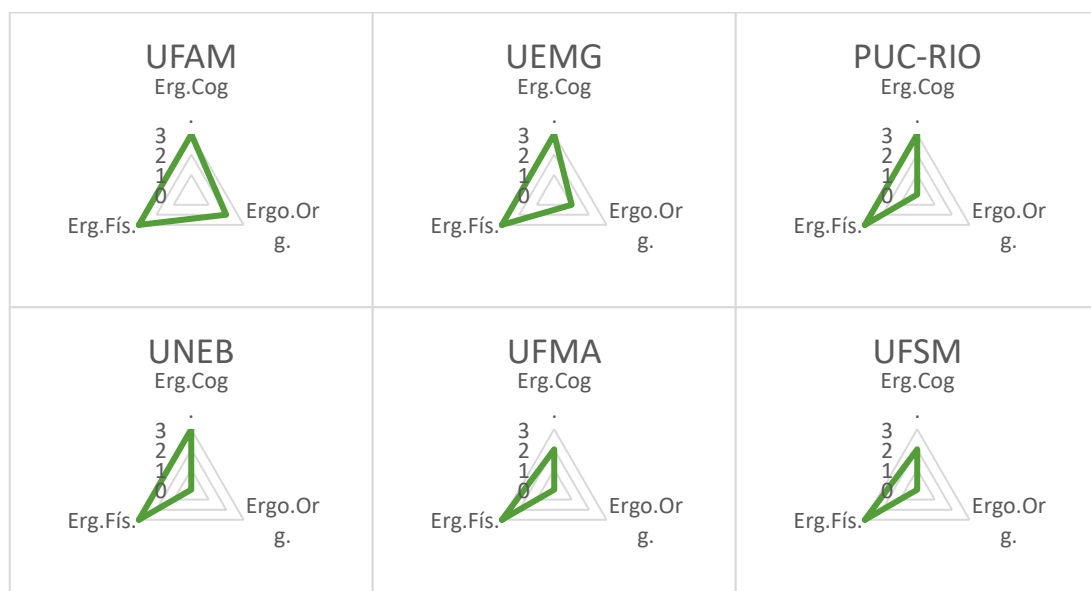 UFAM
Erg.Cog
.
3
2
1
0
Erg.Fís.
Ergo.Or
g.
UEMG
Erg.Cog
.
3
2
1
0
Erg.Fís.
Ergo.Or
g.
PUC-RIO
Erg.Cog
.
3
2
1
0
Erg.Fís.
Ergo.Or
g.
UNEB
Erg.Cog
.
3
2
1
0
Erg.Fís.
Ergo.Or
g.
UFMA
Erg.Cog
.
3
2
1
0
Erg.Fís.
Ergo.Or
g.
UFSM
Erg.Cog
.
3
2
1
0
Erg.Fís.
Ergo.Or
g.